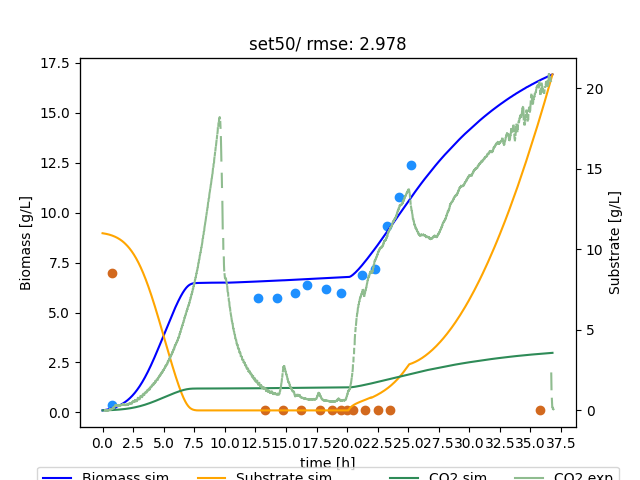 set50/ rmse: 2.978
17.5
15.0
12.5
10.0
7.5
5.0
2.5
0.0
Biomass [g/L]
20
15
10
5
0
Substrate [g/L]
0.0 2.5 5.0 7.5 10.0 12.5 15.0 17.5 20.0 22.5 25.0 27.5 30.0 32.5 35.0 37.5
time [h]
Biomass sim Substrate sim CO2 sim CO2 exp